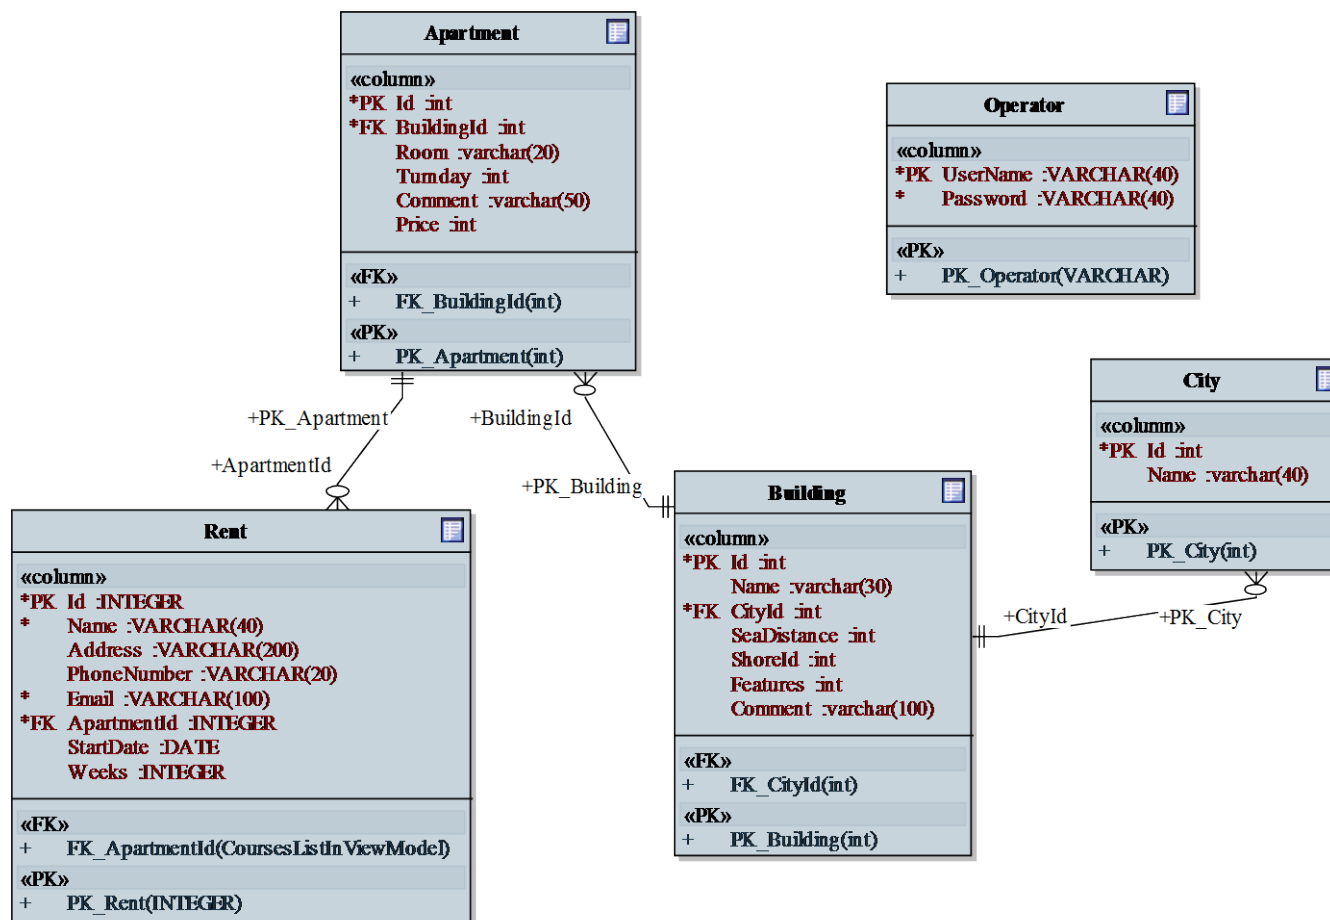 Apartment
«column»
*PK Id :int
*FK BuildingId :int
Room :varchar(20)
Turnday :int
Comment :varchar(50)
Price :int
«FK»
+ FK_BuildingId(int)
«PK»
+ PK_Apartment(int)
Operator
«column»
*PK UserName :VARCHAR(40)
* Password :VARCHAR(40)
«PK»
+ PK_Operator(VARCHAR)
City
«column»
*PK Id :int
Name :varchar(40)
«PK»
+ PK_City(int)
+PK_Apartment
+BuildingId
+ApartmentId
+PK_Building
+CityId
+PK_City
Building
«column»
*PK Id :int
Name :varchar(30)
*FK CityId :int
SeaDistance :int
ShoreId :int
Features :int
Comment :varchar(100)
«FK»
+ FK_CityId(int)
«PK»
+ PK_Building(int)
Rent
«column»
*PK Id :INTEGER
* Name :VARCHAR(40)
Address :VARCHAR(200)
PhoneNumber :VARCHAR(20)
* Email :VARCHAR(100)
*FK ApartmentId :INTEGER
StartDate :DATE
Weeks :INTEGER
«FK»
+ FK_ApartmentId(CoursesListInViewModel)
«PK»
+ PK_Rent(INTEGER)